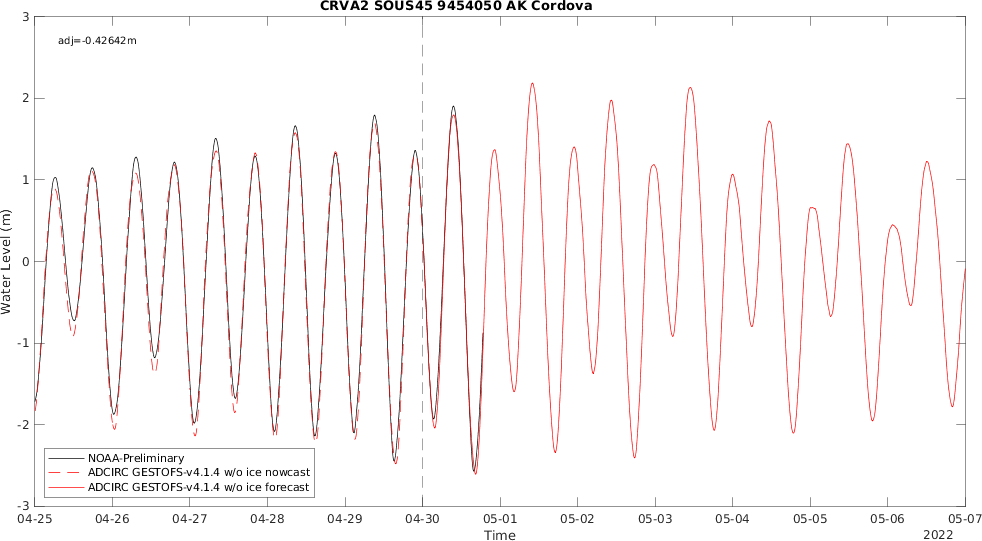 CRVA2 SOUS45 9454050 AK Cordova
adj=-0.42642m
3
2
1
0
-1
-2
-3
Water Level (m)
NOAA-Preliminary
ADCIRC GESTOFS-v4.1.4 w/o ice nowcast
ADCIRC GESTOFS-v4.1.4 w/o ice forecast
04-25 04-26 04-27 04-28 04-29 04-30 05-01 05-02 05-03 05-04 05-05 05-06 05-07
Time
2022